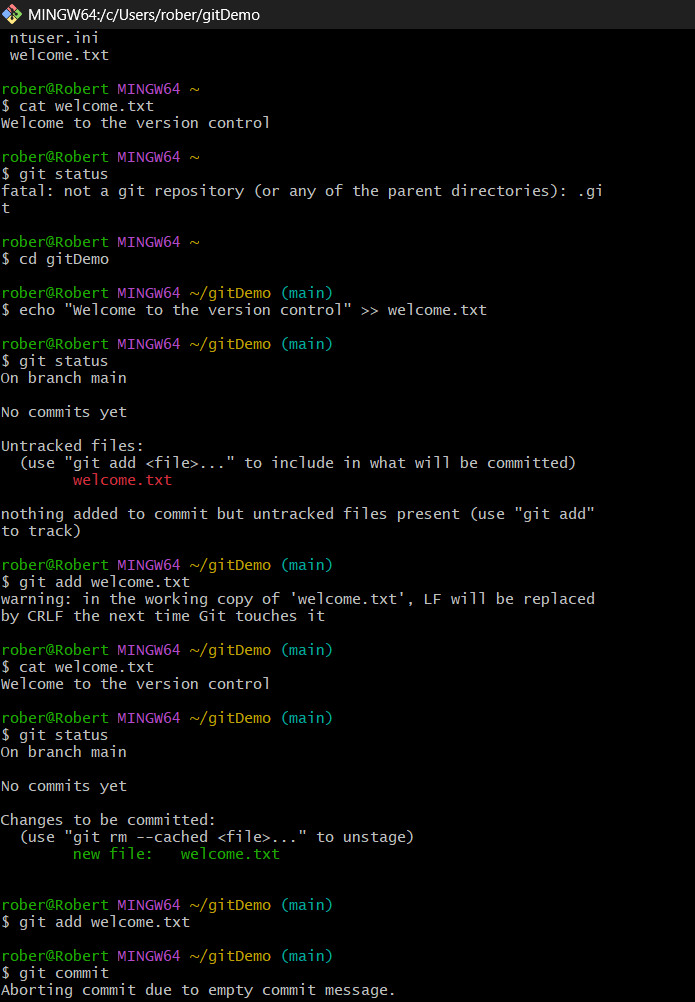 MINGW64:/c/Users/rober/gitDemo
ntuser.ini
welcome.txt
rober@Robert MINGW64 ~
$ cat welcome.txt
Welcome to the version control
rober@Robert MINGW64 ~
$ git status
fatal: not a git repository (or any of the parent directories): .gi
t
rober@Robert MINGW64 ~
$ cd gitDemo
rober@Robert MINGW64 ~/gitDemo (main)
$ echo "Welcome to the version control" >> welcome.txt
rober@Robert MINGW64 ~/gitDemo (main)
$ git status
On branch main
No commits yet
Untracked files:
(use "git add <file>..." to include in what will be committed)
welcome.txt
nothing added to commit but untracked files present (use "git add"
to track)
rober@Robert MINGW64 ~/gitDemo (main)
$ git add welcome.txt
warning: in the working copy of 'welcome.txt', LF will be replaced
by CRLF the next time Git touches it
rober@Robert MINGW64 ~/gitDemo (main)
$ cat welcome.txt
Welcome to the version control
rober@Robert MINGW64 ~/gitDemo (main)
$ git status
On branch main
No commits yet
Changes to be committed:
(use "git rm --cached <file>..." to unstage)
new file:   welcome.txt
rober@Robert MINGW64 ~/gitDemo (main)
$ git add welcome.txt
rober@Robert MINGW64 ~/gitDemo (main)
$ git commit
Aborting commit due to empty commit message.